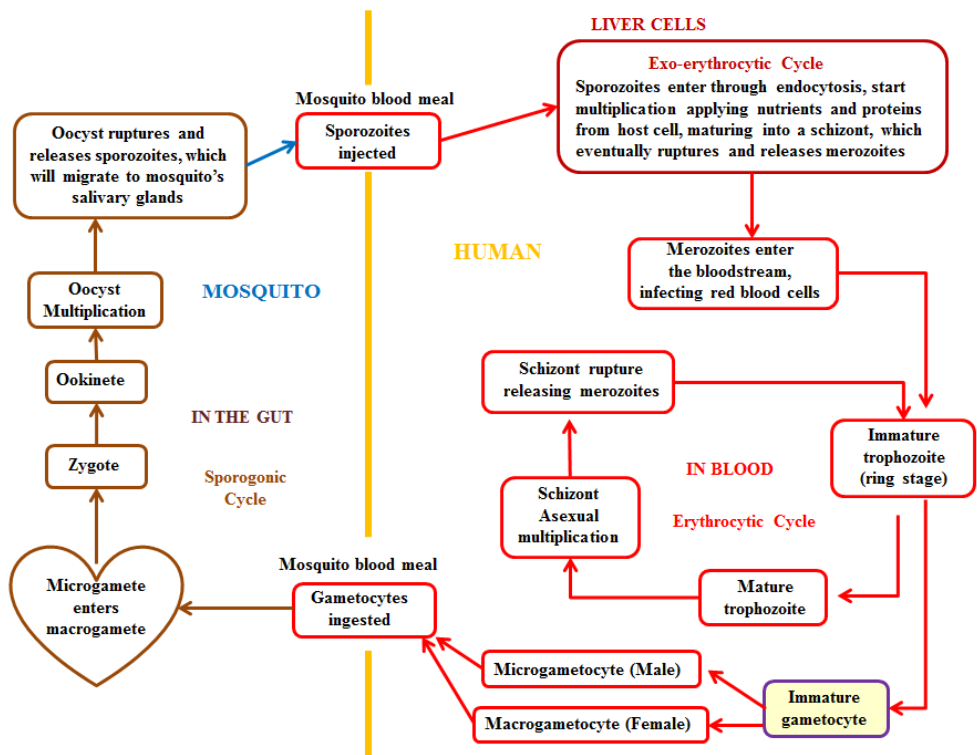 LIVER CELLS
Exo-erythrocytic Cycle
Sporozoites enter through endocytosis, start
multiplication applying nutrients and proteins
from host cell, maturing into a schizont, which
eventually ruptures and releases merozoites
Mosquito blood meal
Sporozoites
injected
Oocyst ruptures and
releases sporozoites, which
will migrate to mosquito's
salivary glands
HUMAN
Merozoites enter
the bloodstream,
infecting red blood cells
MOSQUITO
Oocyst
Multiplication
Ookinete
IN THE GUT
Zygote
Sporogonic
Cycle
Schizont rupture
releasing merozoites
Immature
trophozoite
(ring stage)
IN BLOOD
Erythrocytic Cycle
Schizont
Asexual
multiplication
Mature
trophozoite
Mosquito blood meal
Gametocytes
ingested
Microgamete
enters
macrogamete
Microgametocyte (Male)
Macrogametocyte (Female)
Immature
gametocyte